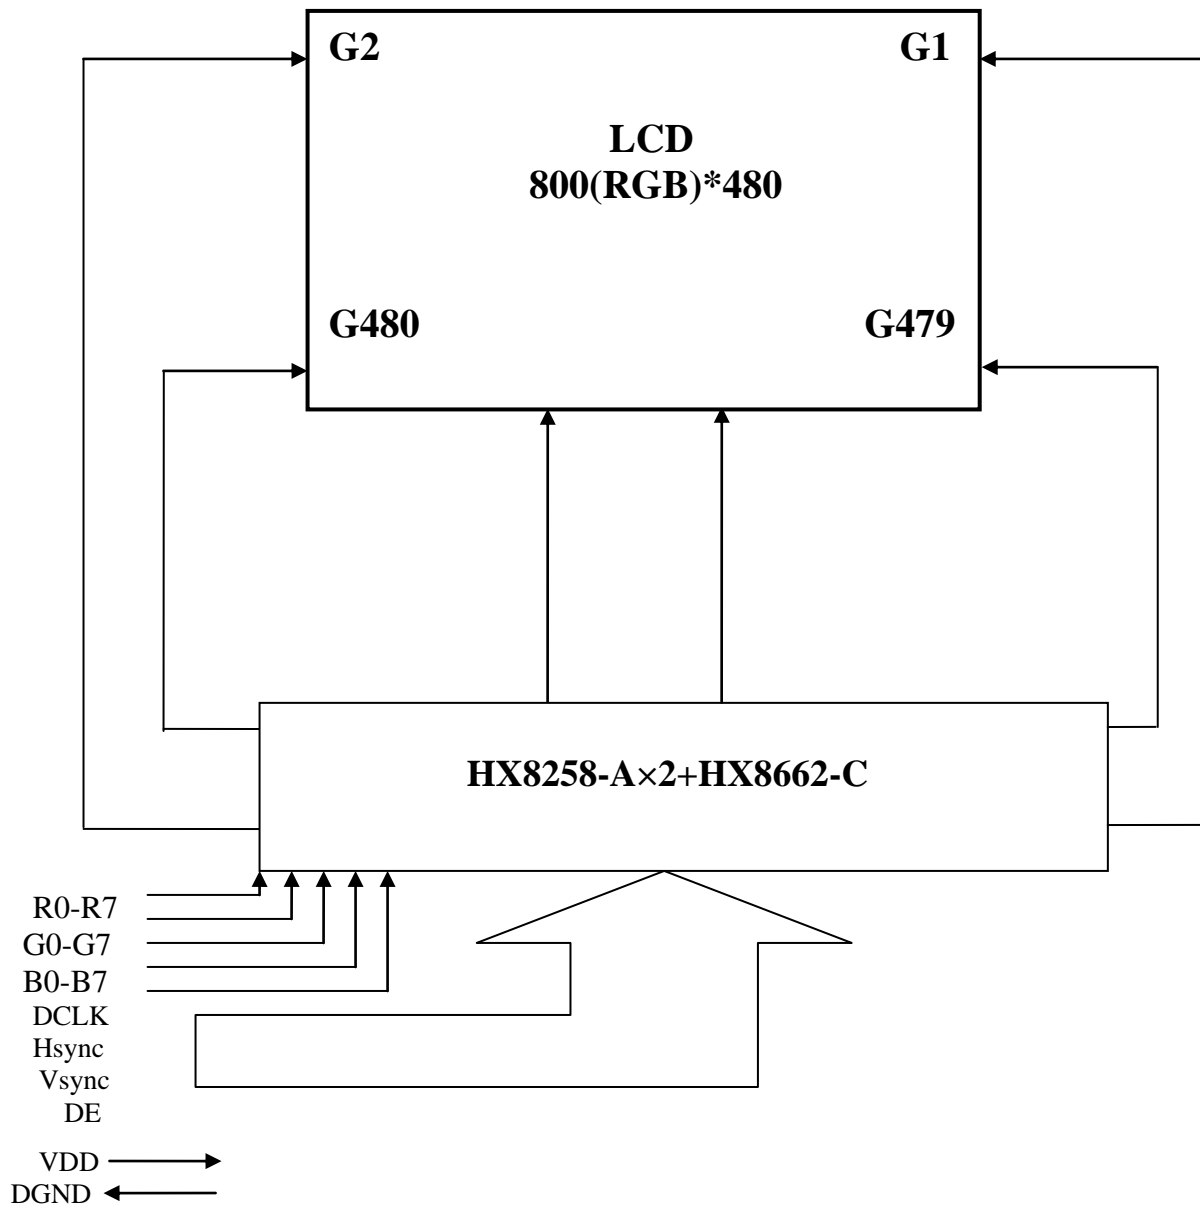 G2 G1
LCD
800(RGB)*480
G480 G479
HX8258-A×2+HX8662-C
R0-R7
G0-G7
B0-B7
DCLK
Hsync
Vsync
DE
VDD
DGND